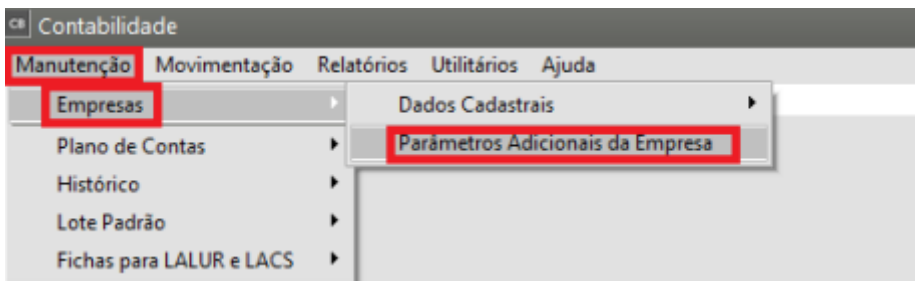 CB Contabilidade
Manutenção Movimentação Relatórios Utilitários Ajuda
Empresas
Dados Cadastrais
Parâmetros Adicionais da Empresa
Plano de Contas
Histórico
Lote Padrão
Fichas para LALUR e LACS